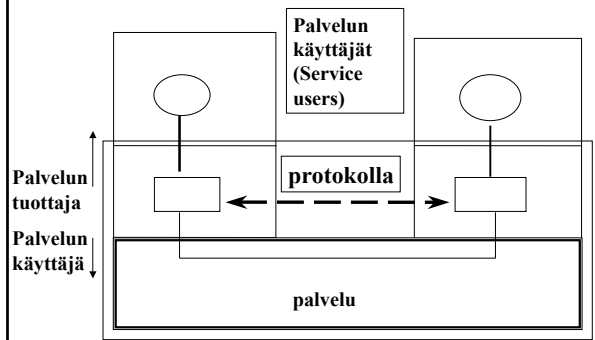 Palvelun
käyttäjät
(Service
users)
protokolla
Palvelun
tuottaja
Palvelun
käyttäjä
palvelu